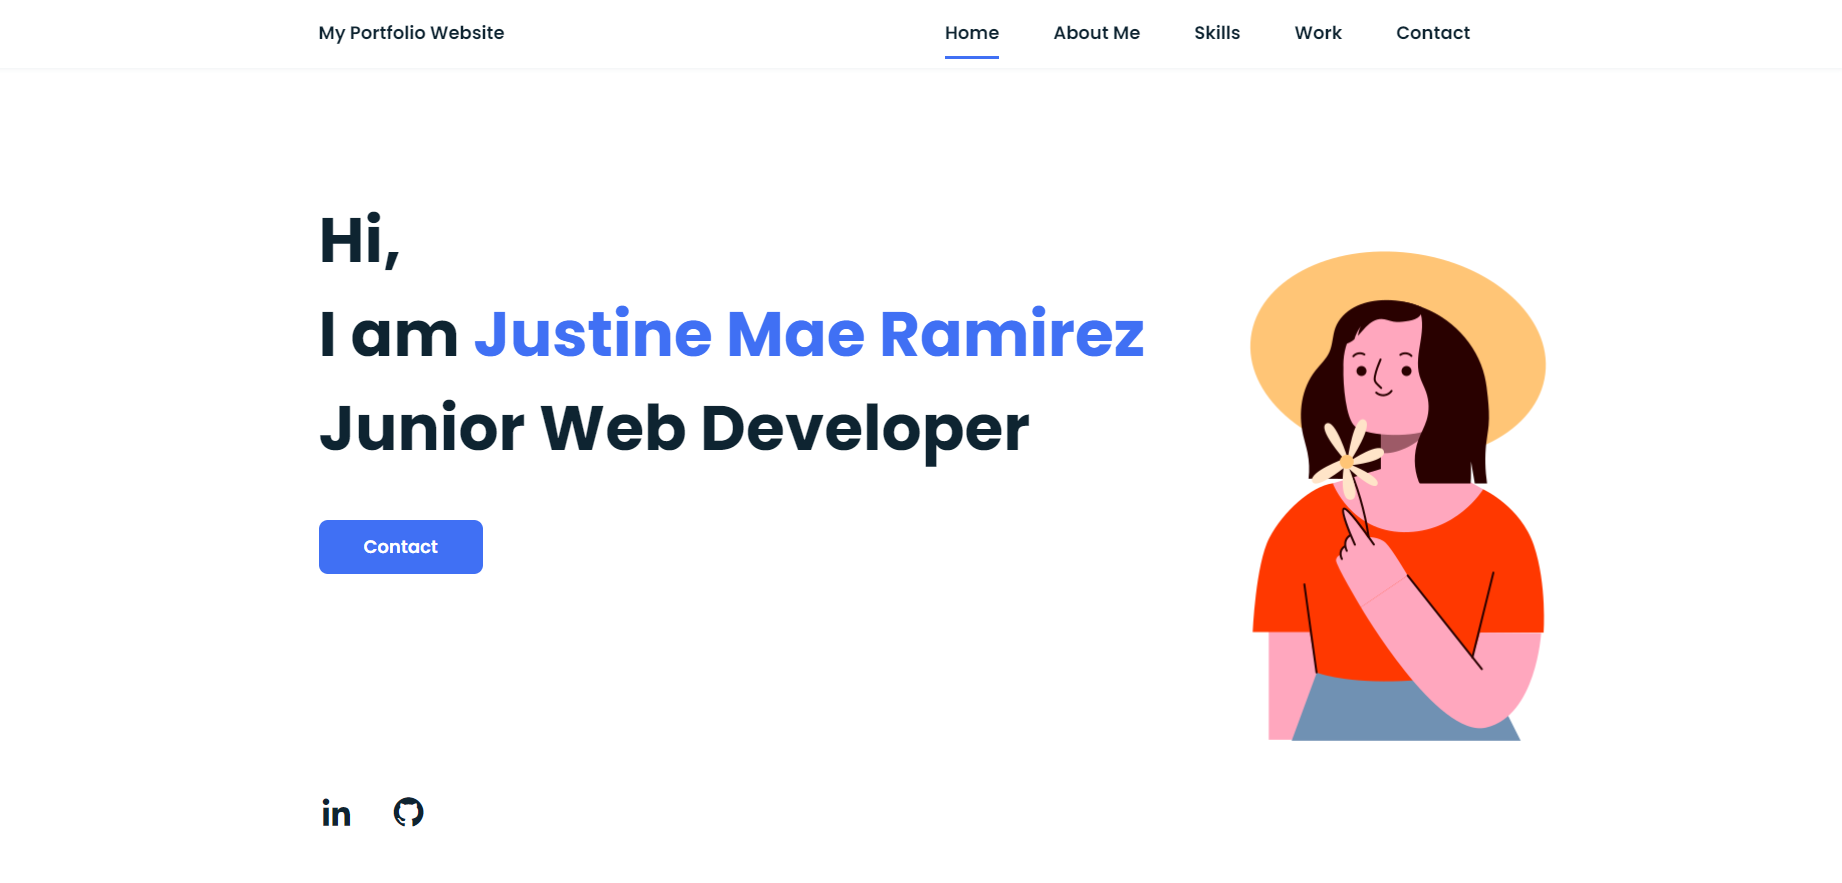 My Portfolio Website
Home About Me Skills Work Contact
Hi,
I am Justine Mae Ramirez
Junior Web Developer
Contact
in